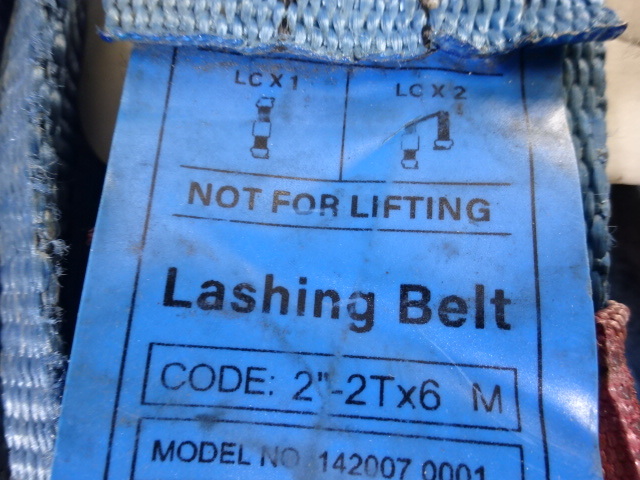 LC X 1 LC X 2
NOT FOR LIFTING
Lashing Belt
CODE: 2"-2Tx6 M
MODEL NO 142007 0001